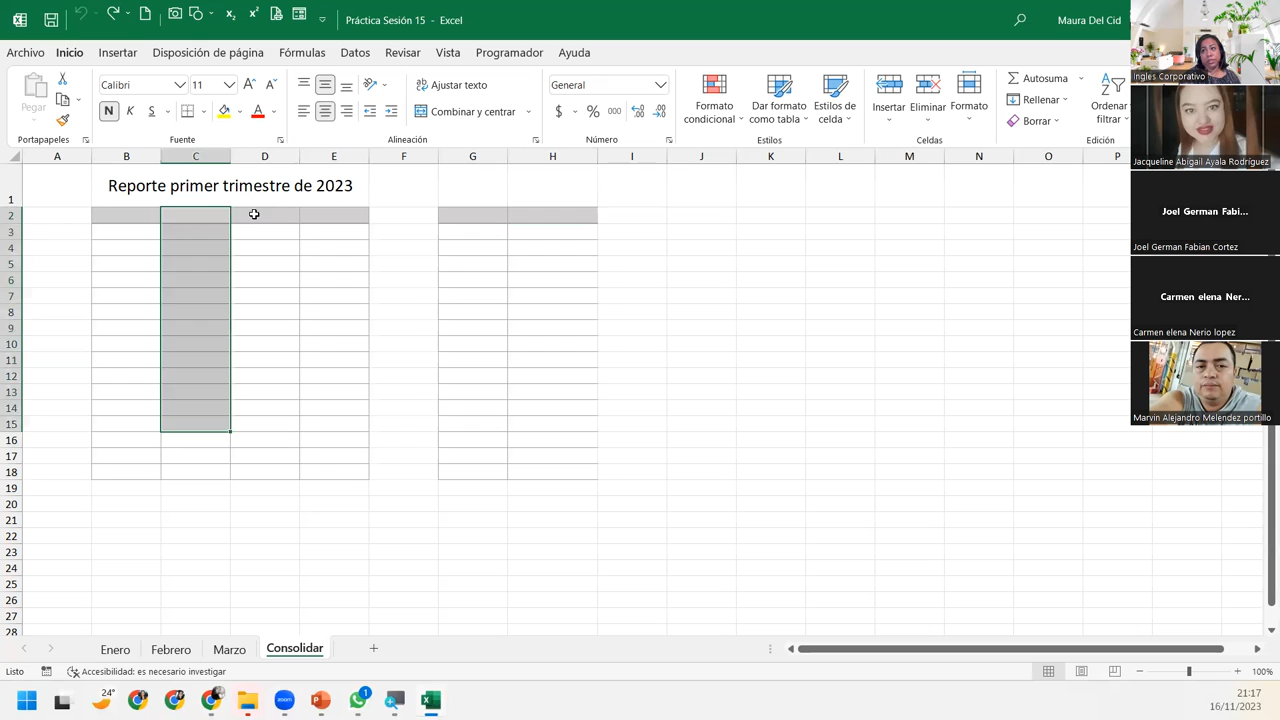 Práctica Sesión 15 - Excel
Maura Del Cid
Archivo Inicio Insertar Disposición de página Fórmulas Datos Revisar Vista Programador Ayuda
Pegar
Calibri 11
N K S
Ajustar texto
Combinar y centrar
General
$ % 000
Formato condicional
Dar formato como tabla
Estilos de celda
Insertar
Eliminar
Formato
Autosuma
Rellenar
Borrar
Ordenar filtrar
Portapapeles Fuente Alineación Número Estilos Celdas Edición
A B C D E F G H I J K L M N O P
1
Reporte primer trimestre de 2023
2
3
4
5
6
7
8
9
10
11
12
13
14
15
16
17
18
19
20
21
22
23
24
25
26
27
28
Ingles Corporativo
Jacqueline Abigail Ayala Rodríguez
Joel German Fabi...
Joel German Fabian Cortez
Carmen elena Ner...
Carmen elena Nerio lopez
Marvin Alejandro Melendez portillo
Enero Febrero Marzo Consolidar
Listo
Accesibilidad: es necesario investigar
100%
24°
zoom
1
21:17
16/11/2023